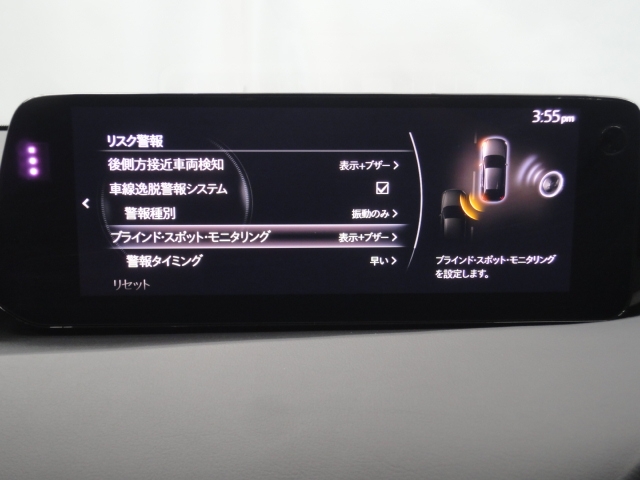 3:55pm
リスク警報
後側方接近車両検知 表示+ブザー
車線逸脱警報システム
警報種別 振動のみ
ブラインド・スポット・モニタリング 表示+ブザー
警報タイミング 早い
リセット
ブラインド・スポット・モニタリング
を設定します。